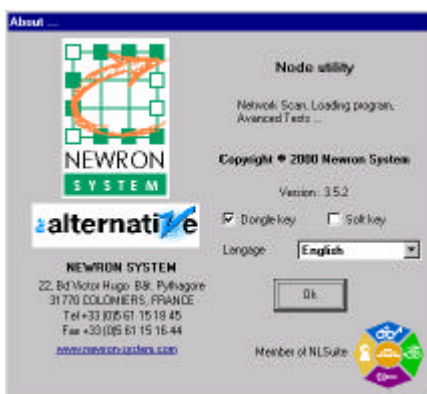 About ...
NEWRON
SYSTEM
alternative
NEWRON SYSTEM
22, Bd Victor Hugo Bât. Pythagore
31770 COLOMIERS, FRANCE
Tel +33 (0)5 61 15 18 45
Fax +33 (0)5 61 15 16 44
www.newron-system.com
Node utility
Network Scan, Loading program,
Avanced Tests ...
Copyright © 2000 Newron System
Version : 3.5.2
Dongle key
Soft key
Langage
English
Ok
Member of NLSuite